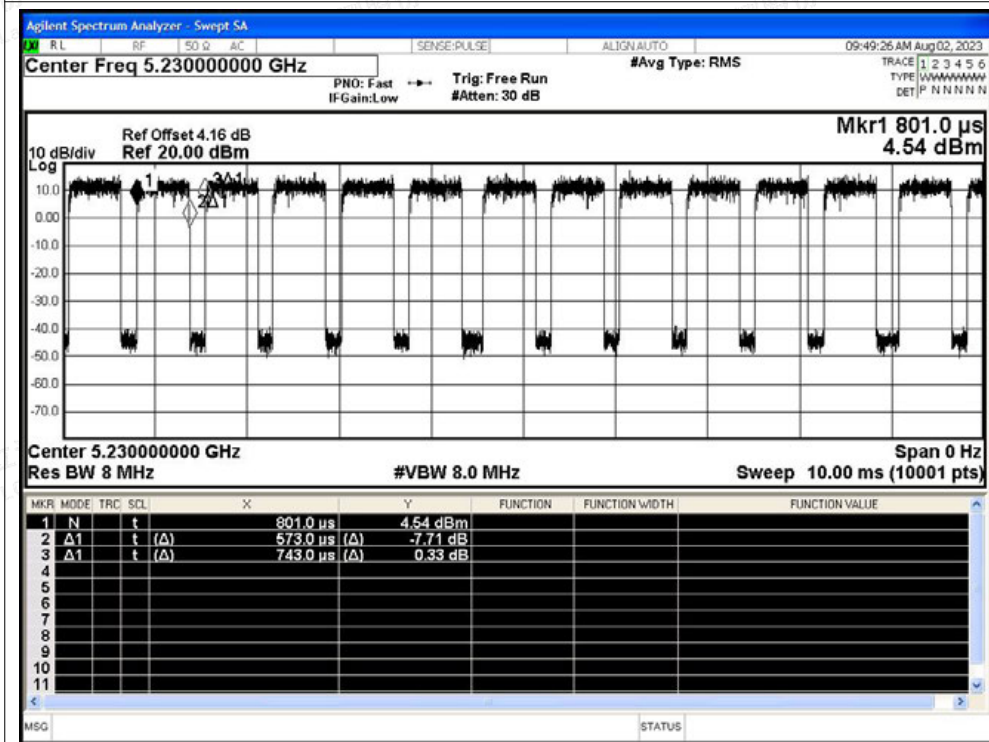 Agilent Spectrum Analyzer - Swept SA
RL RF 50 Ω AC SENSE:PULSE ALIGN AUTO 09:49:26 AM Aug 02, 2023
Center Freq 5.230000000 GHz #Avg Type: RMS TRACE 1 2 3 4 5 6
PNO: Fast Trig: Free Run TYPE WWWWWW
IFGain:Low #Atten: 30 dB DET P N N N N N
Mkr1 801.0 µs
Ref Offset 4.16 dB
10 dB/div Ref 20.00 dBm 4.54 dBm
Log
1 3Δ1
10.0
2Δ1
0.00
-10.0
-20.0
-30.0
-40.0
-50.0
-60.0
-70.0
Center 5.230000000 GHz Span 0 Hz
Res BW 8 MHz #VBW 8.0 MHz Sweep 10.00 ms (10001 pts)
MKR MODE TRC SCL X Y FUNCTION FUNCTION WIDTH FUNCTION VALUE
1 N t 801.0 µs 4.54 dBm
2 Δ1 t (Δ) 573.0 µs (Δ) -7.71 dB
3 Δ1 t (Δ) 743.0 µs (Δ) 0.33 dB
4
5
6
7
8
9
10
11
MSG STATUS